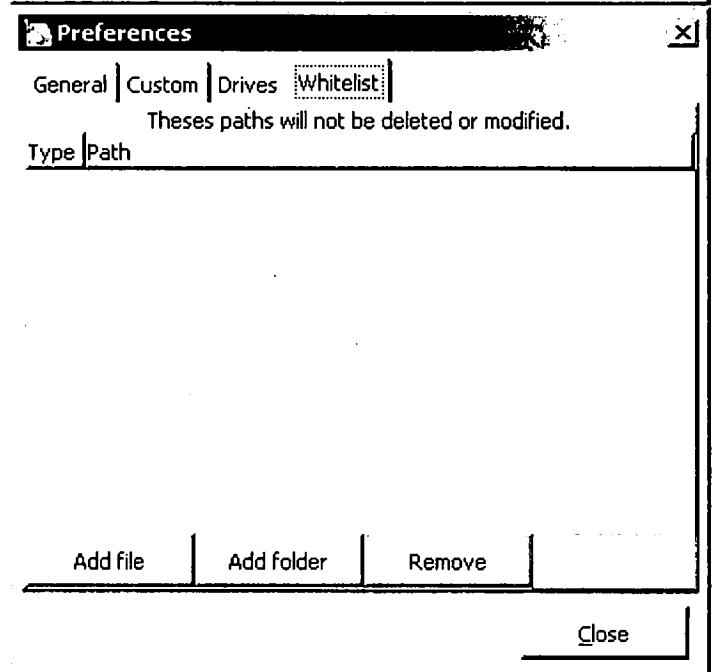 Preferences
General Custom Drives Whitelist
Theses paths will not be deleted or modified.
Type Path
Add file Add folder Remove
Close